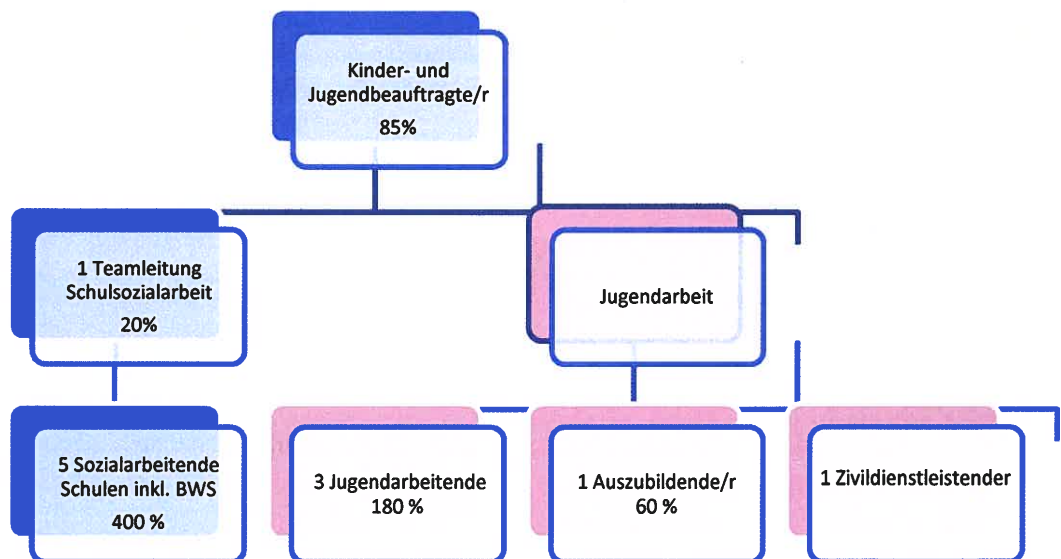 Kinder- und
Jugendbeauftragte/r
85%
1 Teamleitung
Schulsozialarbeit
20%
Jugendarbeit
5 Sozialarbeitende
Schulen inkl. BWS
400 %
3 Jugendarbeitende
180 %
1 Auszubildende/r
60 %
1 Zivildienstleistender